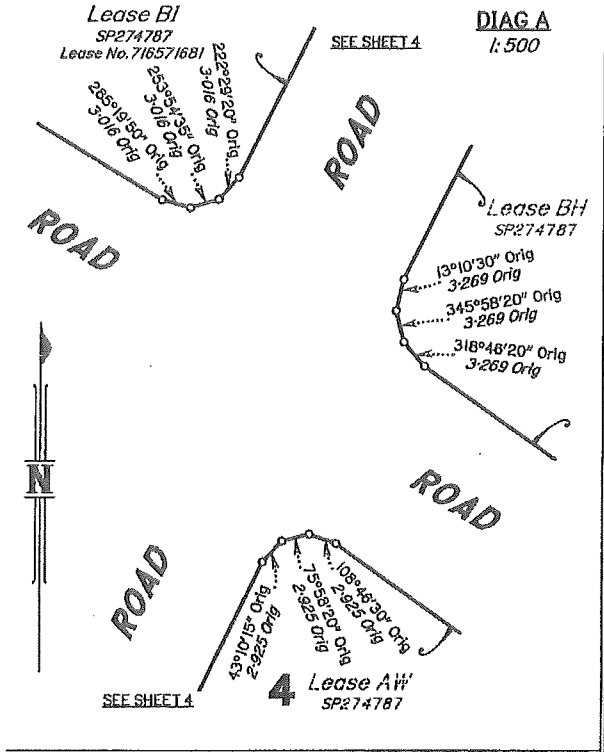 Lease BI
SP274787
Lease No. 716571681
DIAG A
1:500
SEE SHEET 4
285°19'50" Orig
3·016 Orig
253°54'35" Orig
3·016 Orig
222°29'20" Orig
3·016 Orig
ROAD
ROAD
Lease BH
SP274787
13°10'30" Orig
3·269 Orig
345°58'20" Orig
3·269 Orig
318°46'20" Orig
3·269 Orig
N
ROAD
ROAD
43°10'15" Orig
2·925 Orig
75°58'20" Orig
2·925 Orig
108°46'30" Orig
2·925 Orig
SEE SHEET 4
4 Lease AW
SP274787